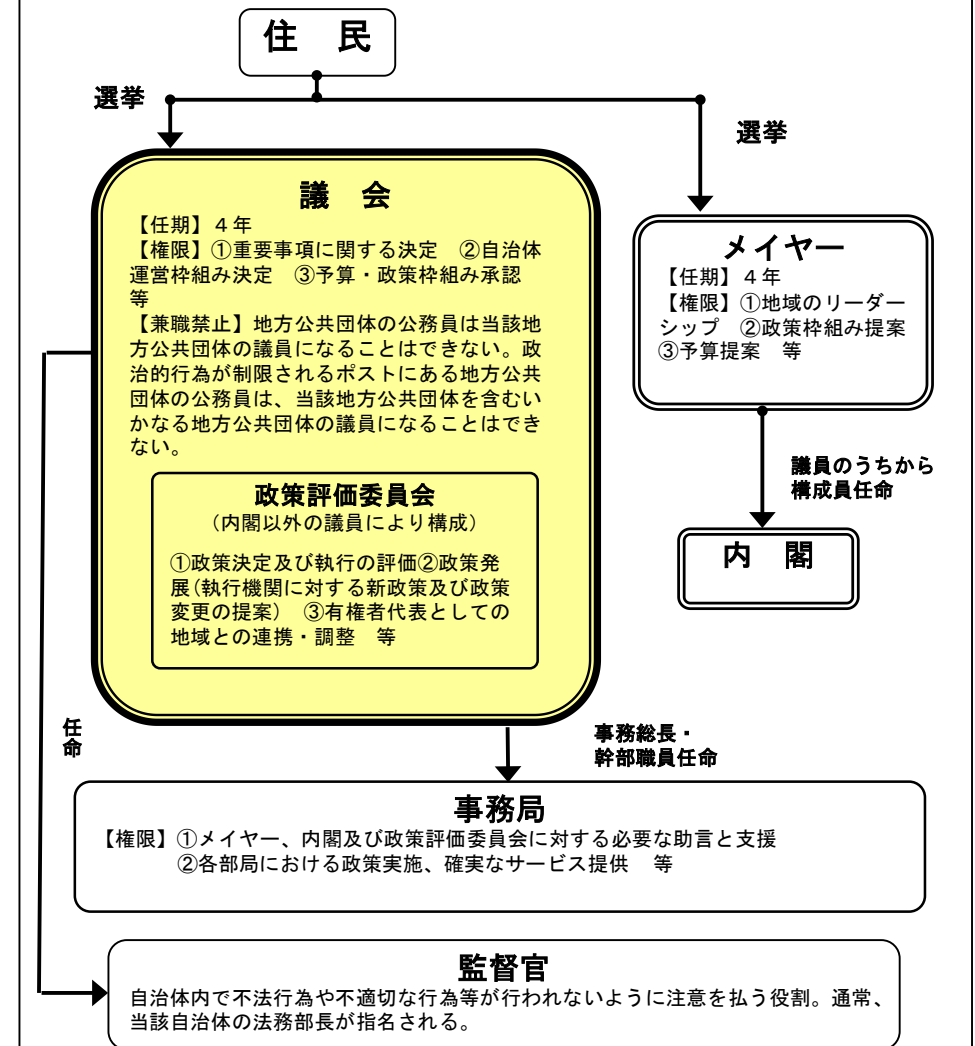 住　民
選挙
選挙
議　会
【任期】４年
【権限】①重要事項に関する決定　②自治体
運営枠組み決定　③予算・政策枠組み承認
等
【兼職禁止】地方公共団体の公務員は当該地
方公共団体の議員になることはできない。政
治的行為が制限されるポストにある地方公共
団体の公務員は、当該地方公共団体を含むい
かなる地方公共団体の議員になることはでき
ない。
政策評価委員会
（内閣以外の議員により構成）
①政策決定及び執行の評価②政策発
展(執行機関に対する新政策及び政策
変更の提案）　③有権者代表としての
地域との連携・調整　等
メイヤー
【任期】４年
【権限】①地域のリーダー
シップ　②政策枠組み提案
③予算提案　等
議員のうちから
構成員任命
内　閣
任命
事務総長・
幹部職員任命
事務局
【権限】①メイヤー、内閣及び政策評価委員会に対する必要な助言と支援
②各部局における政策実施、確実なサービス提供　等
監督官
自治体内で不法行為や不適切な行為等が行われないように注意を払う役割。通常、
当該自治体の法務部長が指名される。